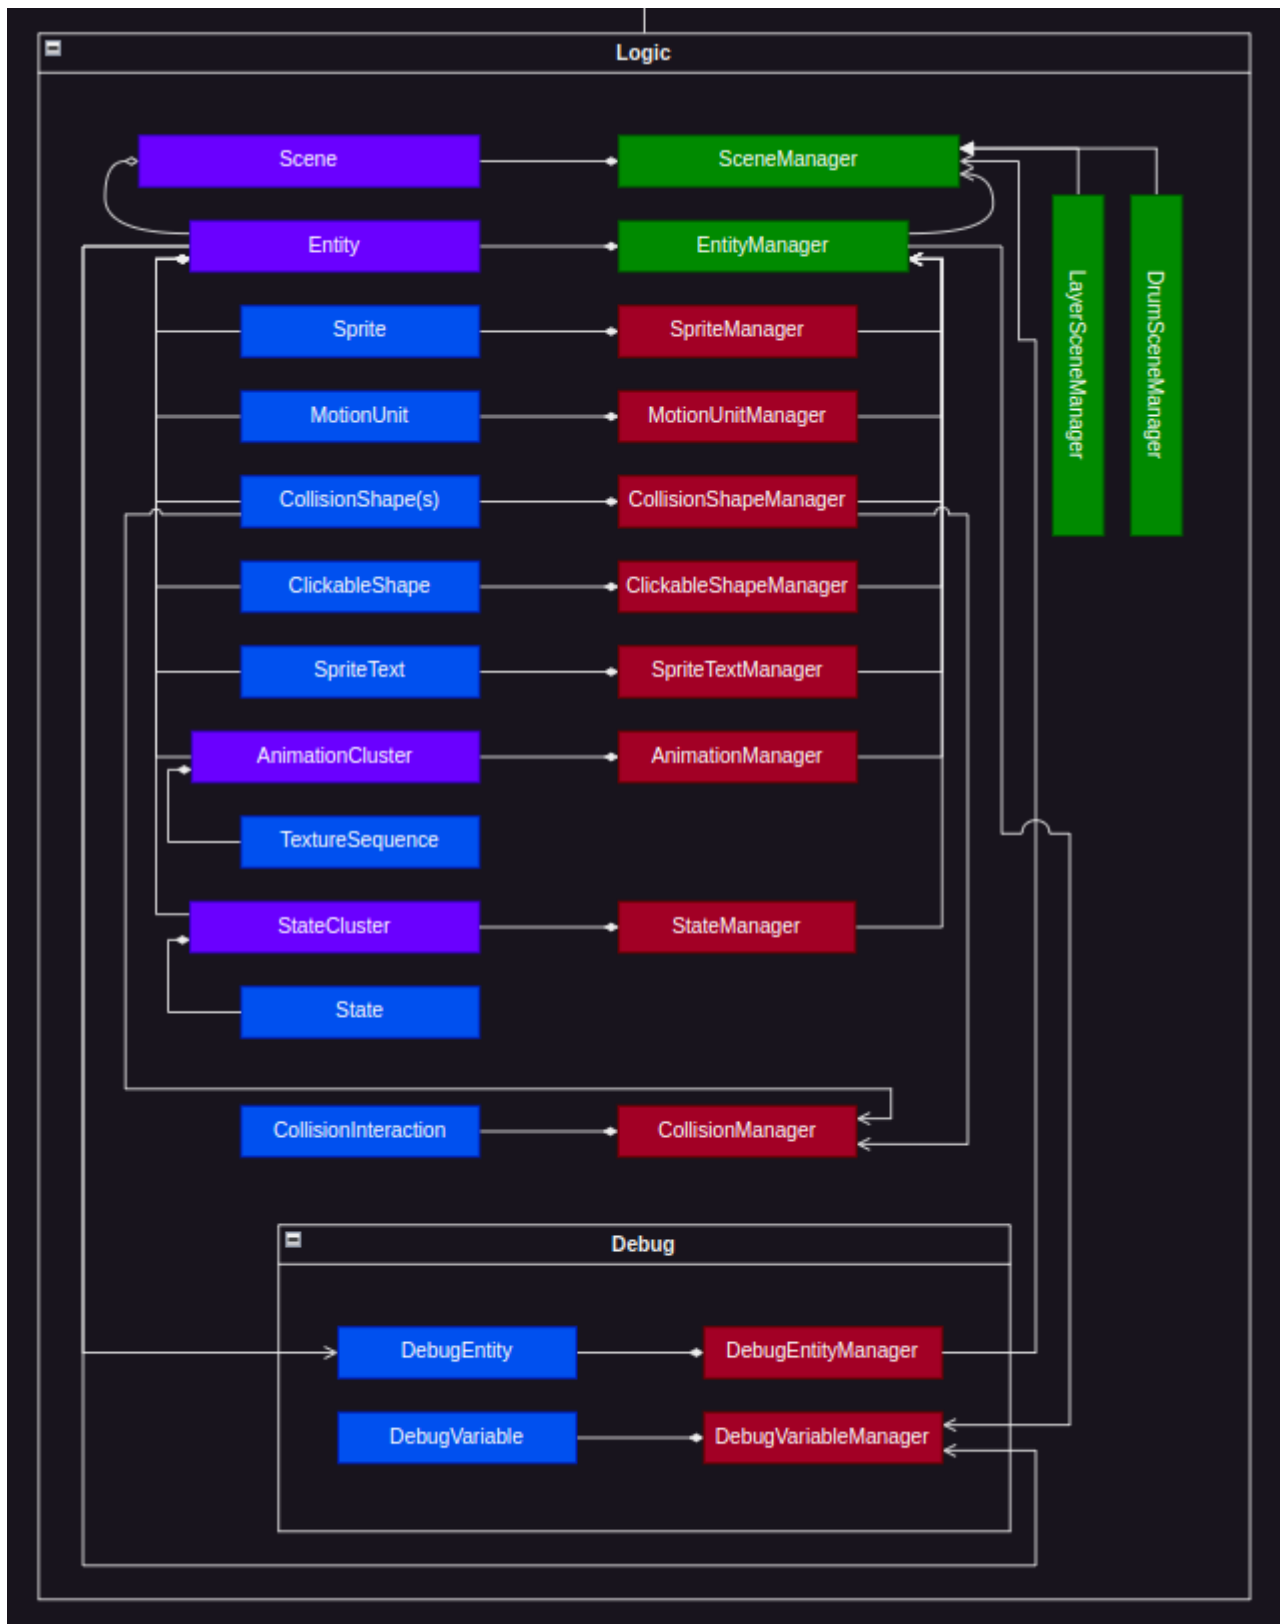 Logic
Scene
SceneManager
Entity
EntityManager
LayerSceneManager
DrumSceneManager
Sprite
SpriteManager
MotionUnit
MotionUnitManager
CollisionShape(s)
CollisionShapeManager
ClickableShape
ClickableShapeManager
SpriteText
SpriteTextManager
AnimationCluster
AnimationManager
TextureSequence
StateCluster
StateManager
State
CollisionInteraction
CollisionManager
Debug
DebugEntity
DebugEntityManager
DebugVariable
DebugVariableManager